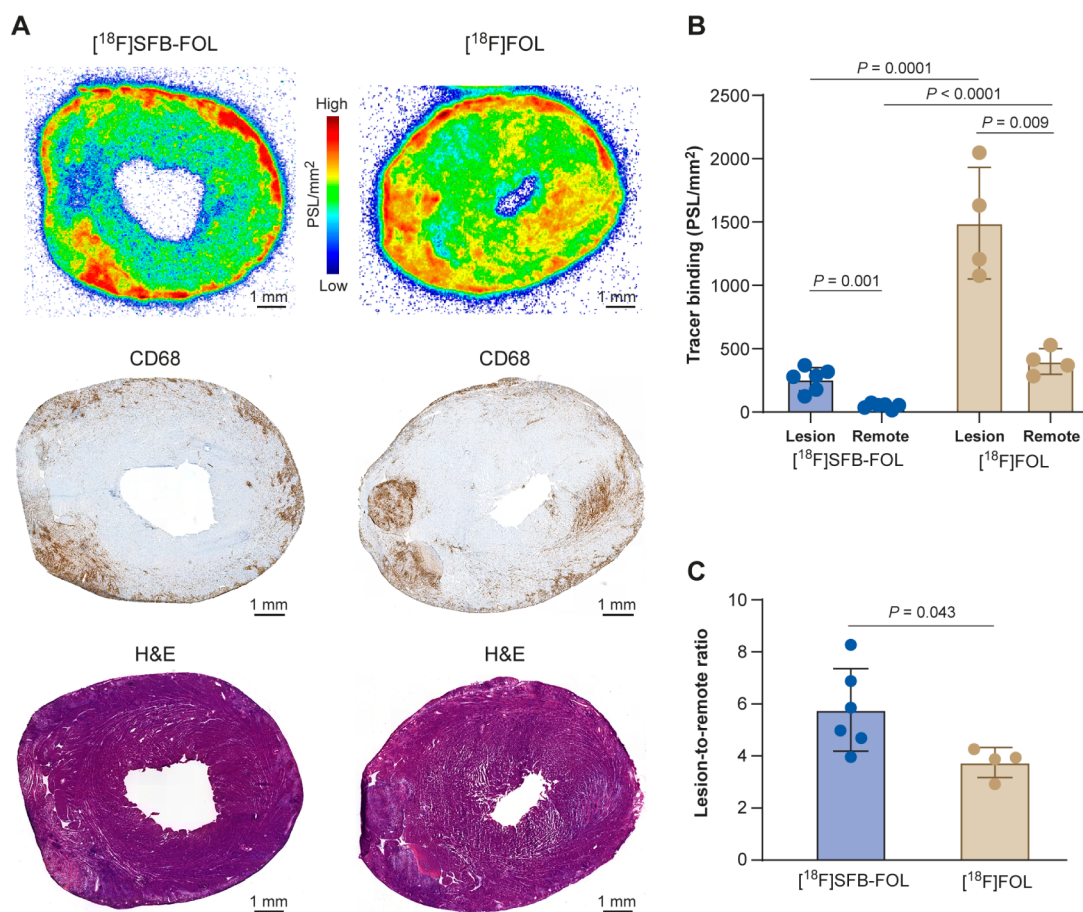 A
[¹⁸F]SFB-FOL
[¹⁸F]FOL
High
PSL/mm²
Low
1 mm
1 mm
CD68
CD68
1 mm
1 mm
H&E
H&E
1 mm
1 mm
B
P = 0.0001
P < 0.0001
P = 0.009
P = 0.001
Tracer binding (PSL/mm²)
2500
2000
1500
1000
500
0
Lesion Remote Lesion Remote
[¹⁸F]SFB-FOL [¹⁸F]FOL
C
P = 0.043
Lesion-to-remote ratio
10
8
6
4
2
0
[¹⁸F]SFB-FOL [¹⁸F]FOL